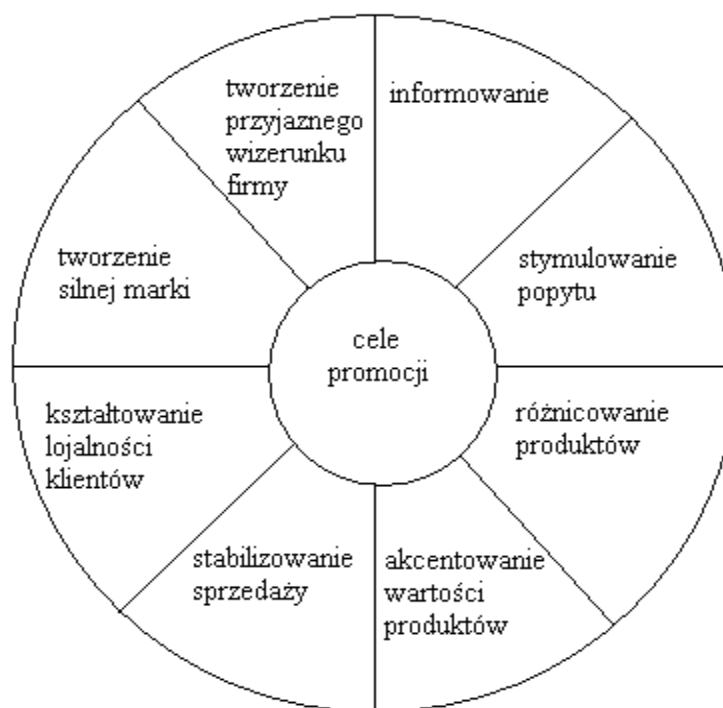 tworzenie
przyjaznego
wizerunku
firmy
informowanie
tworzenie
silnej marki
stymulowanie
popytu
cele
promocji
kształtowanie
lojalności
klientów
różnicowanie
produktów
stabilizowanie
sprzedaży
akcentowanie
wartości
produktów